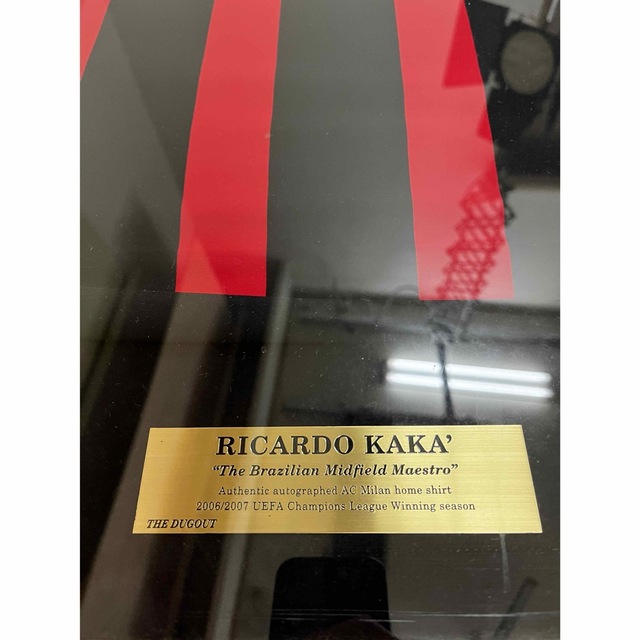 RICARDO KAKA'
“The Brazilian Midfield Maestro”
Authentic autographed AC Milan home shirt
2006/2007 UEFA Champions League Winning season
THE DUGOUT